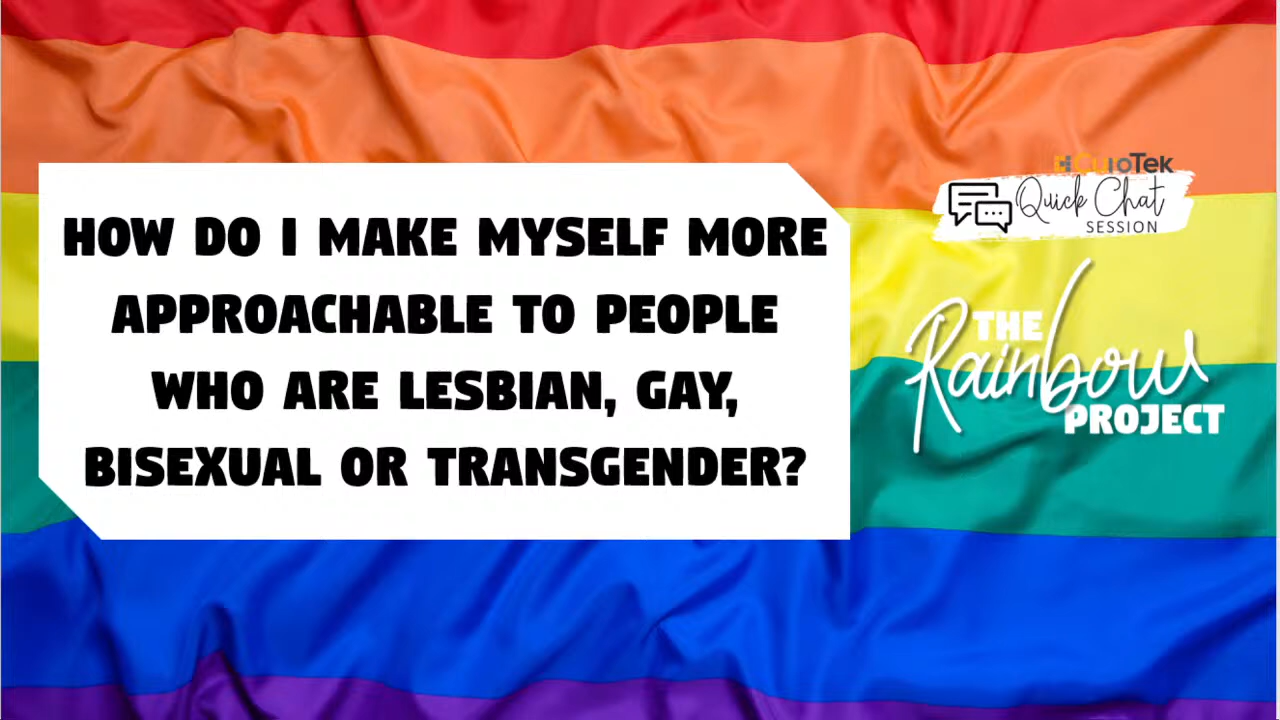 HOW DO I MAKE MYSELF MORE
APPROACHABLE TO PEOPLE
WHO ARE LESBIAN, GAY,
BISEXUAL OR TRANSGENDER?
Quick Chat
SESSION
THE
Rainbow
PROJECT